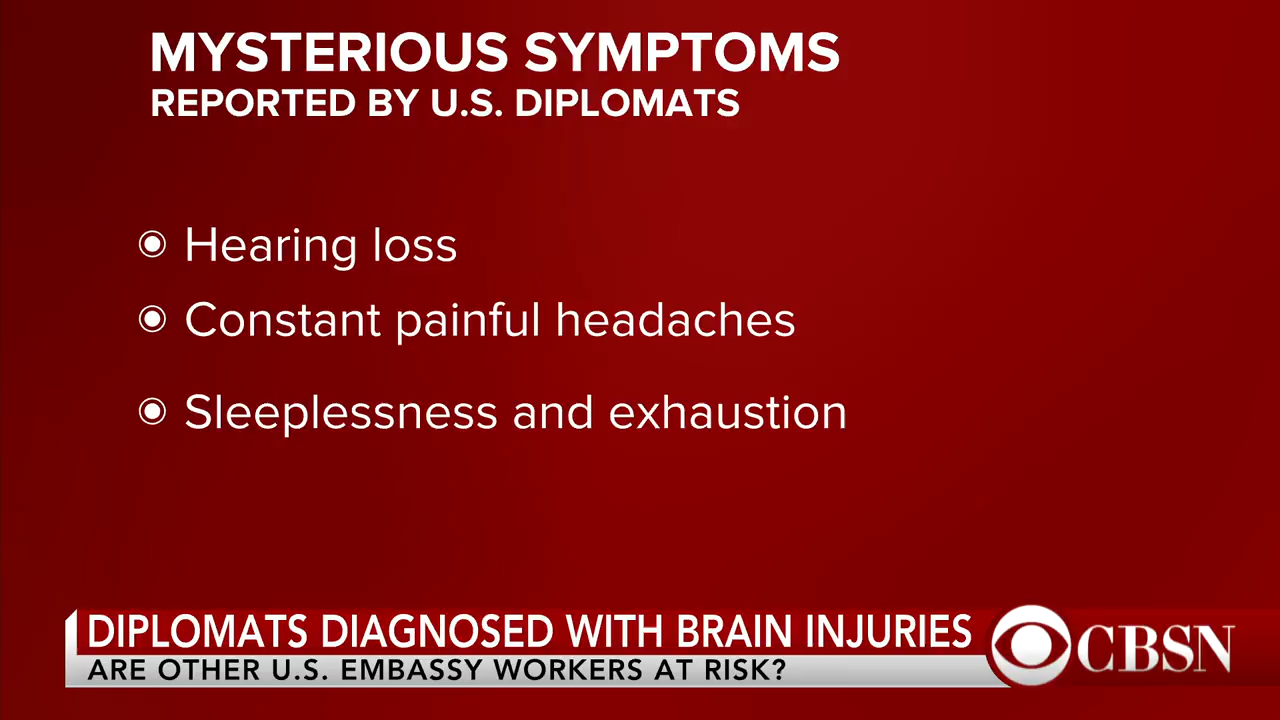 MYSTERIOUS SYMPTOMS
REPORTED BY U.S. DIPLOMATS
Hearing loss
Constant painful headaches
Sleeplessness and exhaustion
DIPLOMATS DIAGNOSED WITH BRAIN INJURIES
ARE OTHER U.S. EMBASSY WORKERS AT RISK?
CBSN